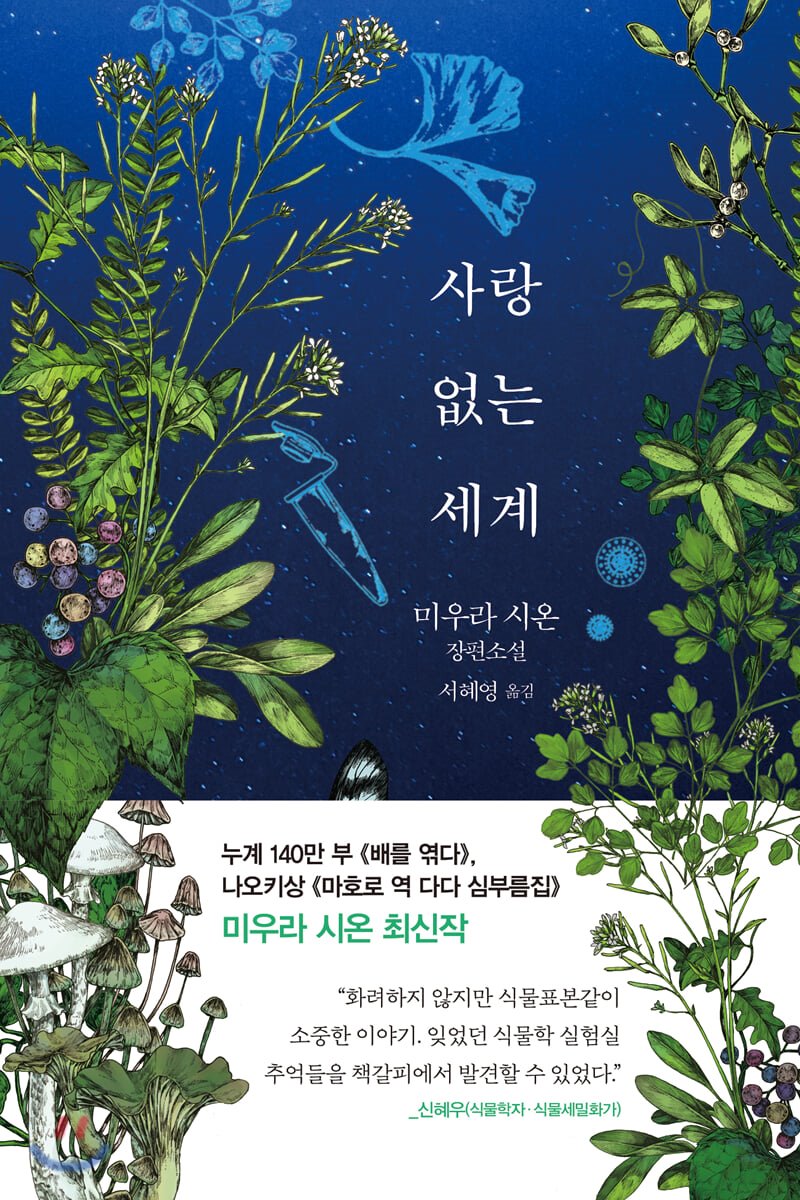 사랑
없는
세계
미우라 시온
장편소설
서혜영 옮김
누계 140만 부 《배를 엮다》,
나오키상 《마호로 역 다다 심부름집》
미우라 시온 최신작
“화려하지 않지만 식물표본같이
소중한 이야기. 잊었던 식물학 실험실
추억들을 책갈피에서 발견할 수 있었다.”
_신혜우(식물학자·식물세밀화가)